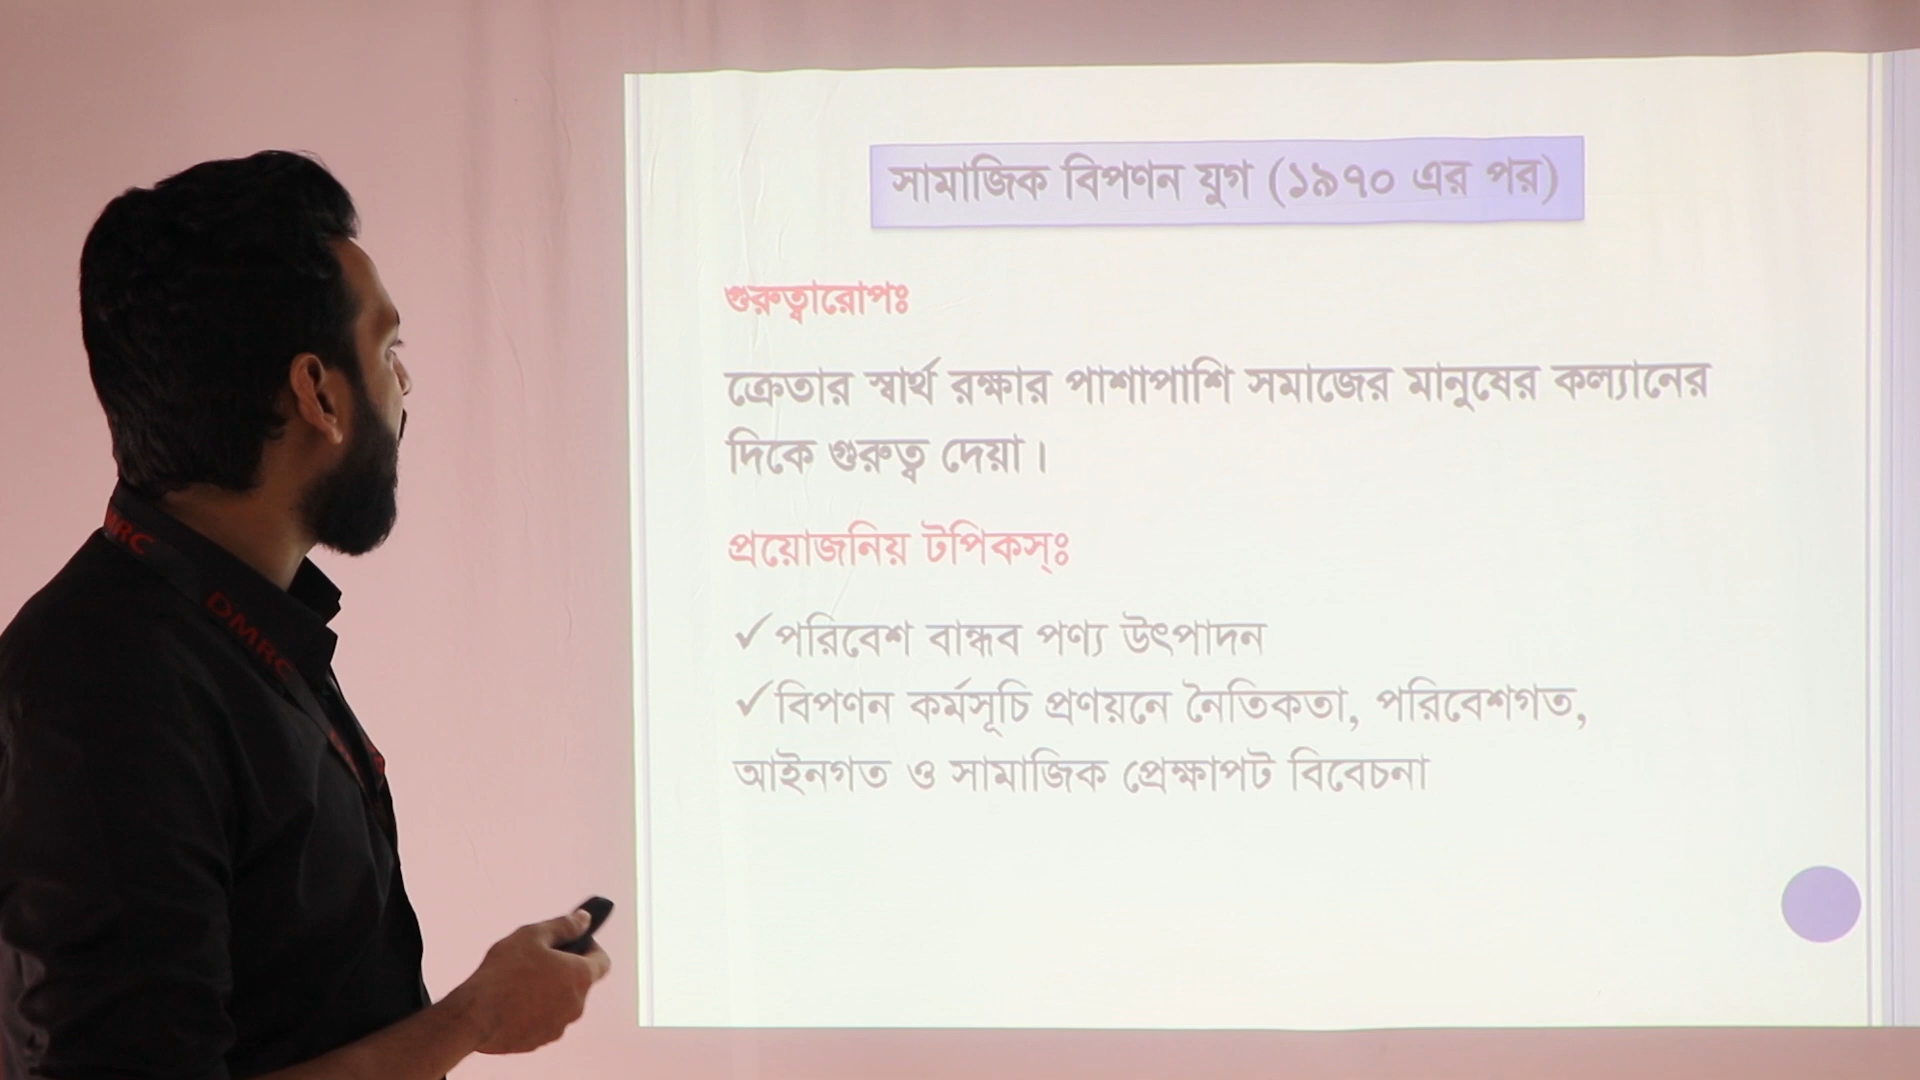 সামাজিক বিপণন যুগ (১৯৭০ এর পর)
গুরুত্বারোপঃ
ক্রেতার স্বার্থ রক্ষার পাশাপাশি সমাজের মানুষের কল্যানের
দিকে গুরুত্ব দেয়া।
প্রয়োজনিয় টপিকস্ঃ
✓ পরিবেশ বান্ধব পণ্য উৎপাদন
✓ বিপণন কর্মসূচি প্রণয়নে নৈতিকতা, পরিবেশগত,
আইনগত ও সামাজিক প্রেক্ষাপট বিবেচনা
DMRC